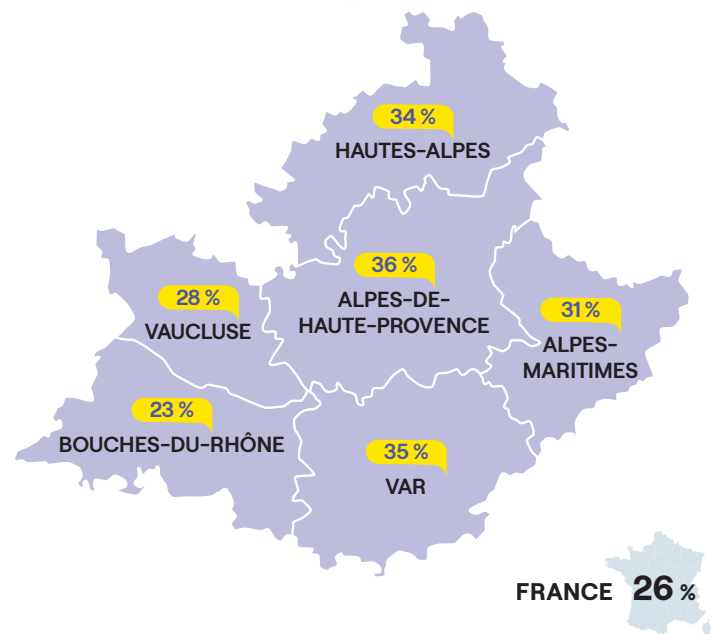 34 %
HAUTES-ALPES
36 %
ALPES-DE-
HAUTE-PROVENCE
28 %
VAUCLUSE
31 %
ALPES-
MARITIMES
23 %
BOUCHES-DU-RHÔNE
35 %
VAR
FRANCE 26 %